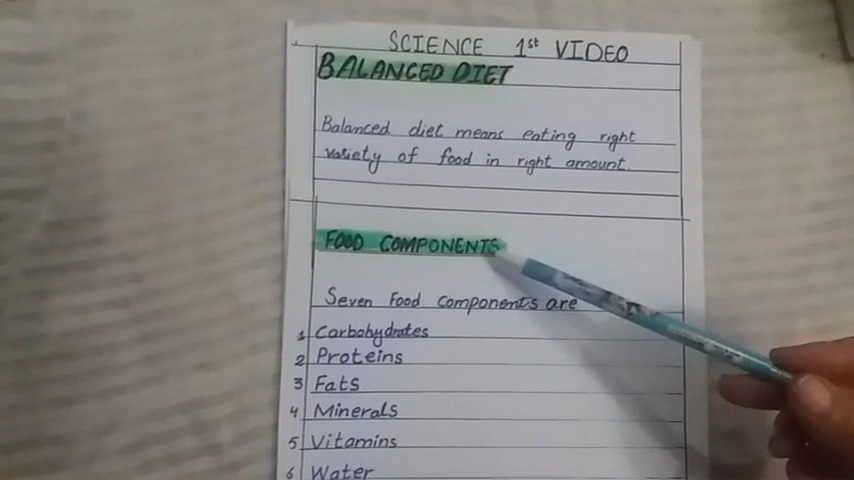 SCIENCE 1st VIDEO
BALANCED DIET
Balanced diet means eating right
variety of food in right amount.
FOOD COMPONENTS
Seven Food Components are
1 Carbohydrates
2 Proteins
3 Fats
4 Minerals
5 Vitamins
6 Water